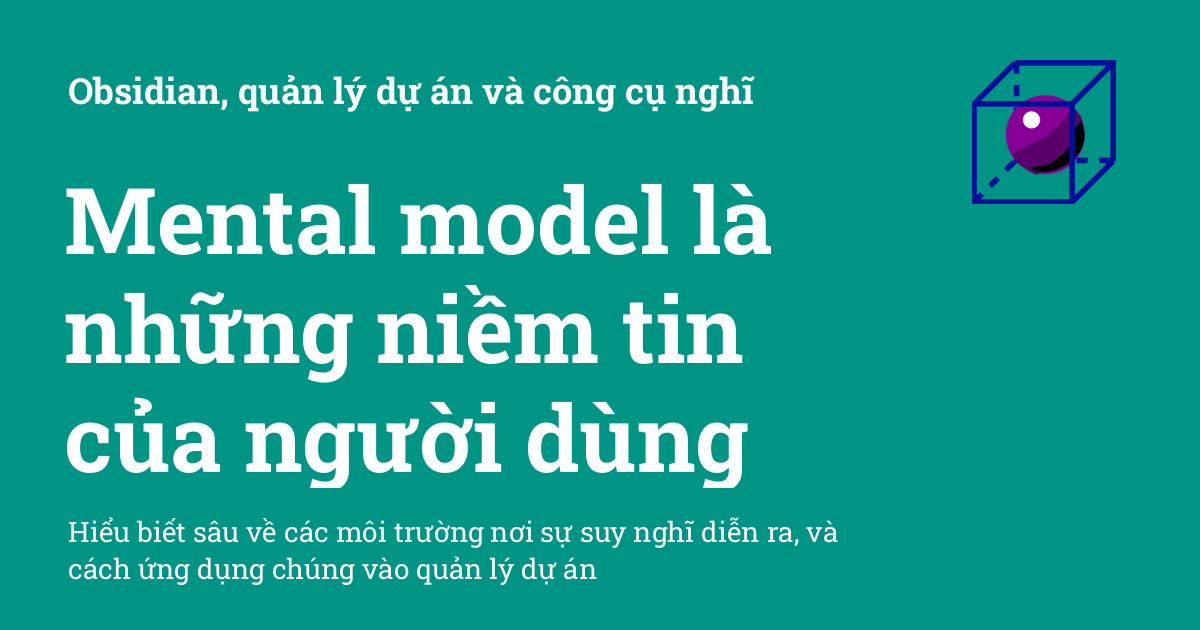 Obsidian, quản lý dự án và công cụ nghĩ
Mental model là
những niềm tin
của người dùng
Hiểu biết sâu về các môi trường nơi sự suy nghĩ diễn ra, và
cách ứng dụng chúng vào quản lý dự án